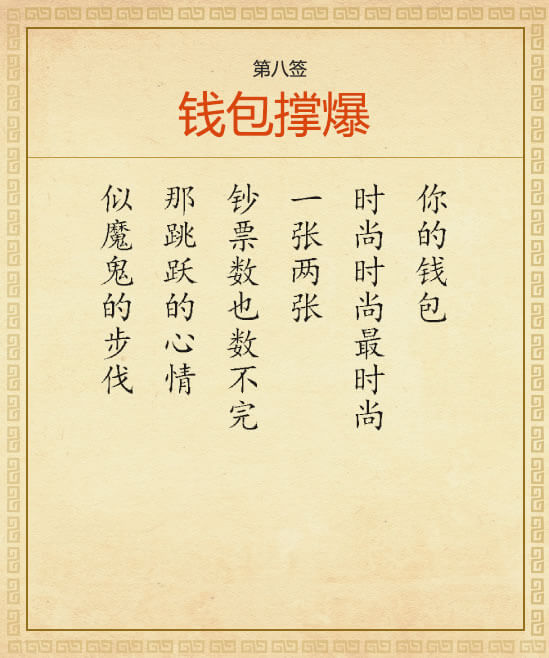 第八签
钱包撑爆
你的钱包
时尚时尚最时尚
一张两张
钞票数也数不完
那跳跃的心情
似魔鬼的步伐